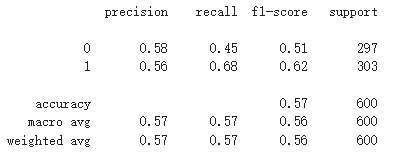 precision recall f1-score support
0 0.58 0.45 0.51 297
1 0.56 0.68 0.62 303
accuracy 0.57 600
macro avg 0.57 0.57 0.56 600
weighted avg 0.57 0.57 0.56 600